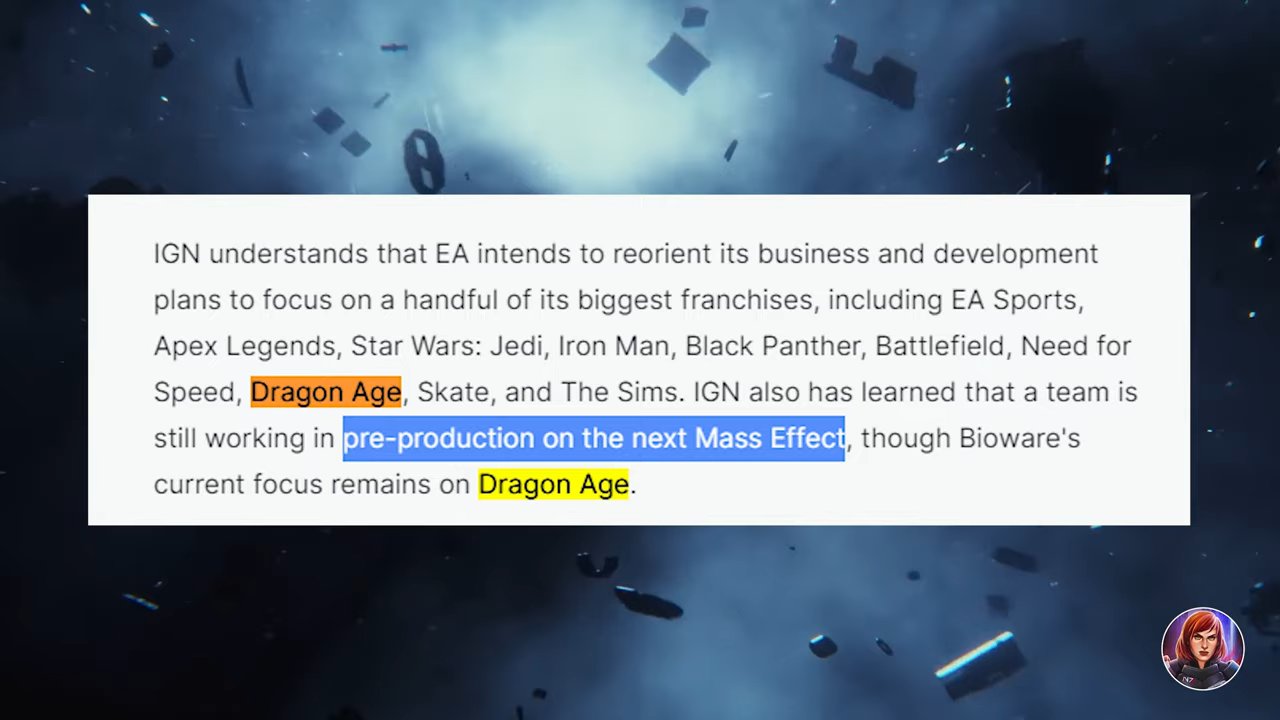 IGN understands that EA intends to reorient its business and development
plans to focus on a handful of its biggest franchises, including EA Sports,
Apex Legends, Star Wars: Jedi, Iron Man, Black Panther, Battlefield, Need for
Speed, Dragon Age, Skate, and The Sims. IGN also has learned that a team is
still working in pre-production on the next Mass Effect, though Bioware's
current focus remains on Dragon Age.
N7